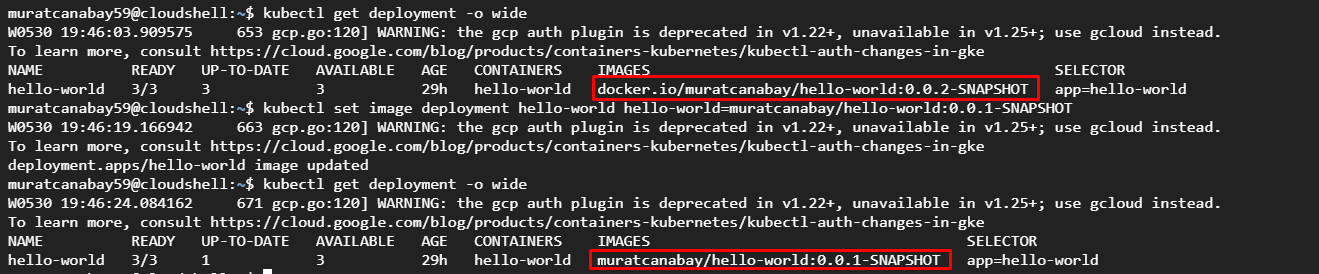 muratcanabay59@cloudshell:~$ kubectl get deployment -o wide
W0530 19:46:03.909575     653 gcp.go:120] WARNING: the gcp auth plugin is deprecated in v1.22+, unavailable in v1.25+; use gcloud instead.
To learn more, consult https://cloud.google.com/blog/products/containers-kubernetes/kubectl-auth-changes-in-gke
NAME          READY   UP-TO-DATE   AVAILABLE   AGE   CONTAINERS    IMAGES                                              SELECTOR
hello-world   3/3     3            3           29h   hello-world   docker.io/muratcanabay/hello-world:0.0.2-SNAPSHOT   app=hello-world
muratcanabay59@cloudshell:~$ kubectl set image deployment hello-world hello-world=muratcanabay/hello-world:0.0.1-SNAPSHOT
W0530 19:46:19.166942     663 gcp.go:120] WARNING: the gcp auth plugin is deprecated in v1.22+, unavailable in v1.25+; use gcloud instead.
To learn more, consult https://cloud.google.com/blog/products/containers-kubernetes/kubectl-auth-changes-in-gke
deployment.apps/hello-world image updated
muratcanabay59@cloudshell:~$ kubectl get deployment -o wide
W0530 19:46:24.084162     671 gcp.go:120] WARNING: the gcp auth plugin is deprecated in v1.22+, unavailable in v1.25+; use gcloud instead.
To learn more, consult https://cloud.google.com/blog/products/containers-kubernetes/kubectl-auth-changes-in-gke
NAME          READY   UP-TO-DATE   AVAILABLE   AGE   CONTAINERS    IMAGES                                    SELECTOR
hello-world   3/3     1            3           29h   hello-world   muratcanabay/hello-world:0.0.1-SNAPSHOT   app=hello-world